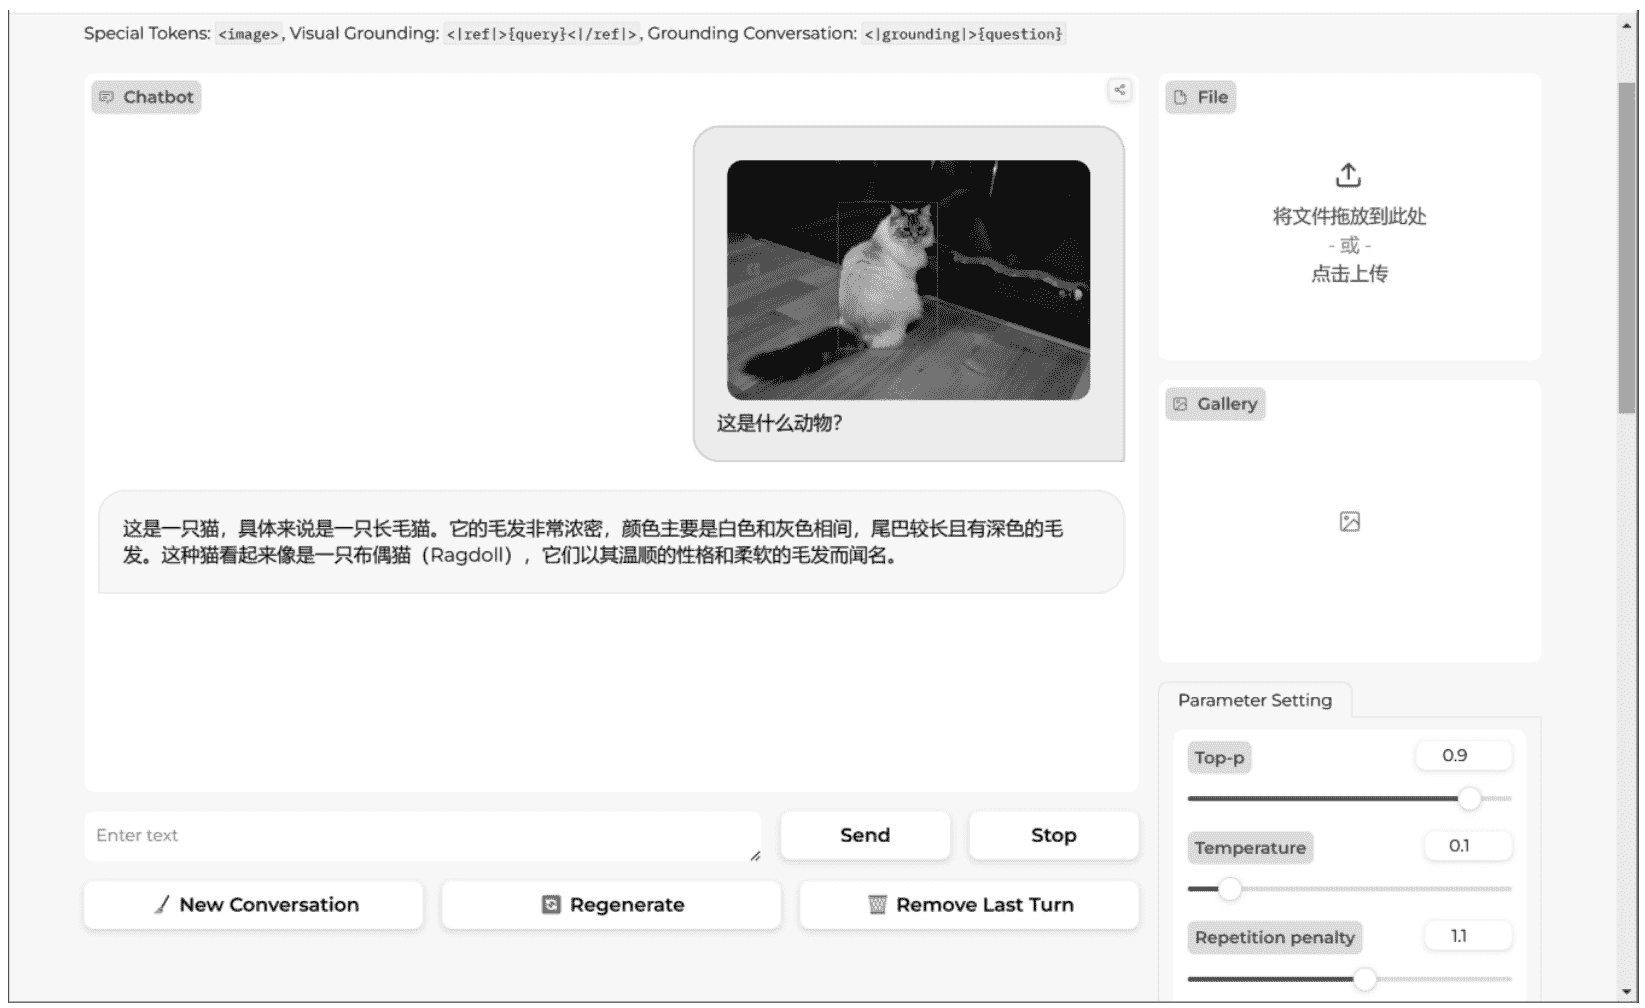 Special Tokens: <image>, Visual Grounding: <|ref|>{query}<|/ref|>, Grounding Conversation: <|grounding|>{question}
Chatbot
这是什么动物?
这是一只猫，具体来说是一只长毛猫。它的毛发非常浓密，颜色主要是白色和灰色相间，尾巴较长且有深色的毛
发。这种猫看起来像是一只布偶猫（Ragdoll），它们以其温顺的性格和柔软的毛发而闻名。
Enter text
Send
Stop
New Conversation
Regenerate
Remove Last Turn
File
将文件拖放到此处
- 或 -
点击上传
Gallery
Parameter Setting
Top-p
0.9
Temperature
0.1
Repetition penalty
1.1